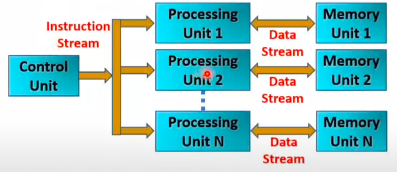 Instruction
Stream
Control
Unit
Processing
Unit 1
Data
Stream
Memory
Unit 1
Processing
Unit 2
Data
Stream
Memory
Unit 2
Processing
Unit N
Data
Stream
Memory
Unit N